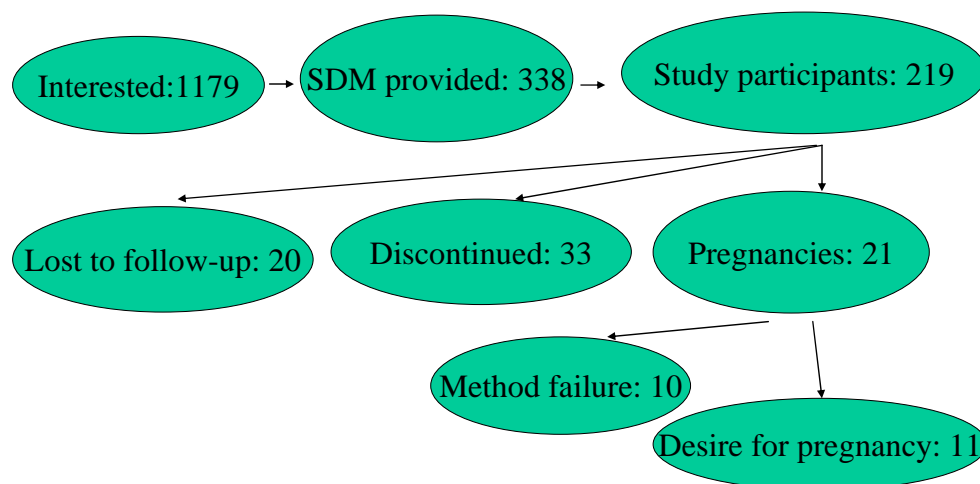 Interested:1179
SDM provided: 338
Study participants: 219
Lost to follow-up: 20
Discontinued: 33
Pregnancies: 21
Method failure: 10
Desire for pregnancy: 11